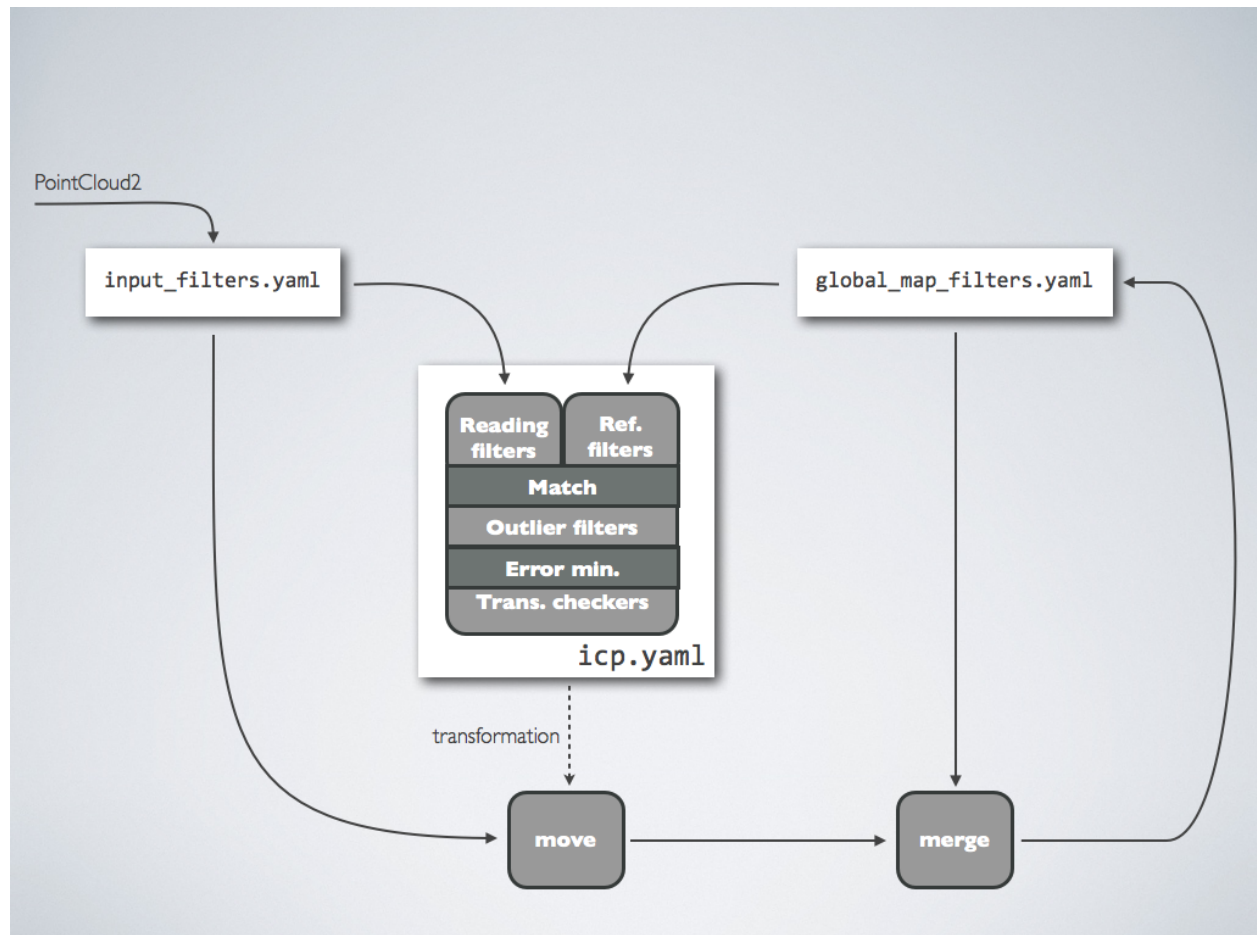 PointCloud2
input_filters.yaml
global_map_filters.yaml
Reading
filters
Ref.
filters
Match
Outlier filters
Error min.
Trans. checkers
icp.yaml
transformation
move
merge